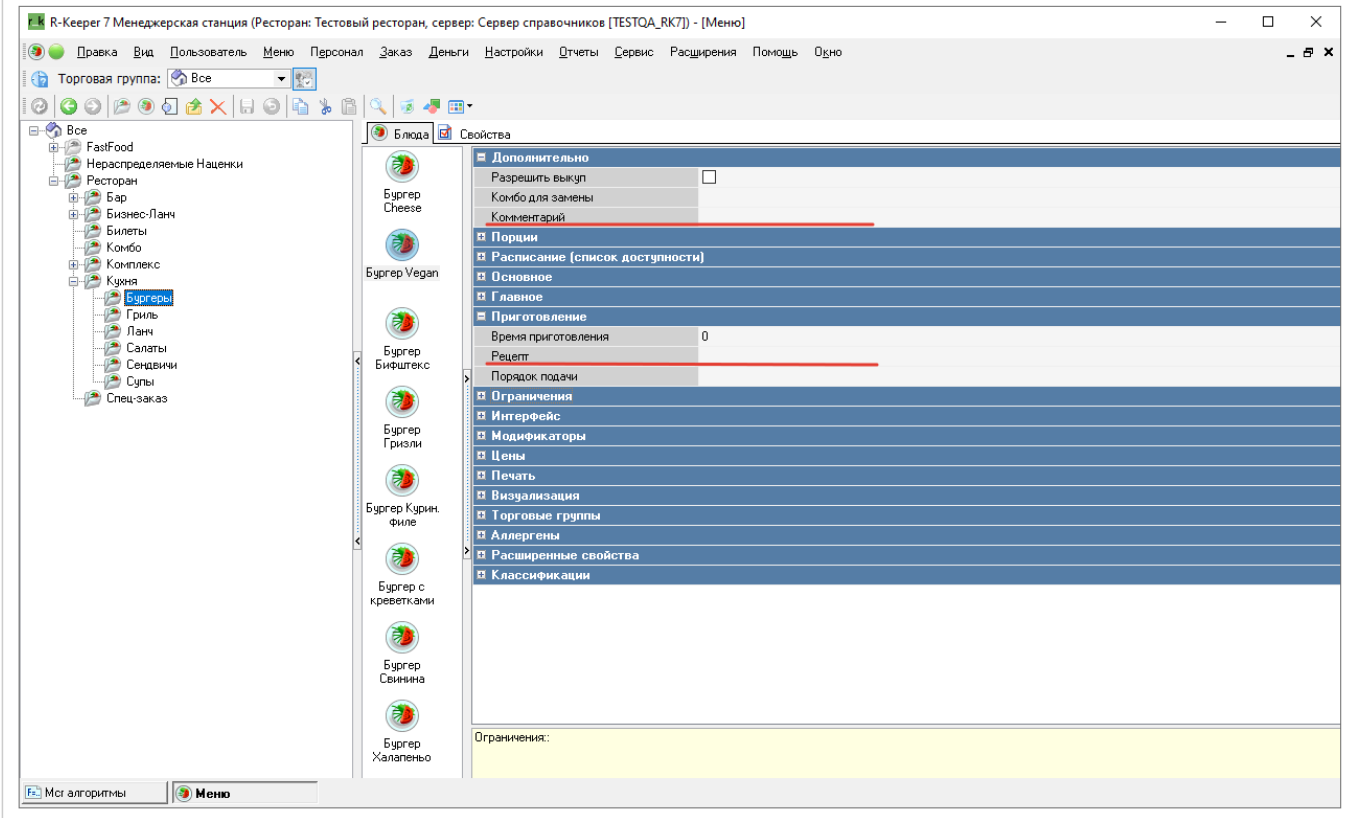 R-Keeper 7 Менеджерская станция (Ресторан: Тестовый ресторан, сервер: Сервер справочников [TESTQA_RK7]) - [Меню]
Правка Вид Пользователь Меню Персонал Заказ Деньги Настройки Отчеты Сервис Расширения Помощь Окно
Торговая группа: Все
Блюда Свойства
Все
FastFood
Нераспределяемые Наценки
Ресторан
Бар
Бизнес-Ланч
Билеты
Комбо
Комплекс
Кухня
Бургеры
Гриль
Ланч
Салаты
Сендвичи
Супы
Спец-заказ
Бургер
Cheese
Бургер Vegan
Бургер
Бифштекс
Бургер
Гризли
Бургер Курин.
филе
Бургер с
креветками
Бургер
Свинина
Бургер
Халапеньо
Дополнительно
Разрешить выкуп
Комбо для замены
Комментарий
Порции
Расписание (список доступности)
Основное
Главное
Приготовление
Время приготовления 0
Рецепт
Порядок подачи
Ограничения
Интерфейс
Модификаторы
Цены
Печать
Визуализация
Торговые группы
Аллергены
Расширенные свойства
Классификации
Ограничения::
Мсг алгоритмы Меню